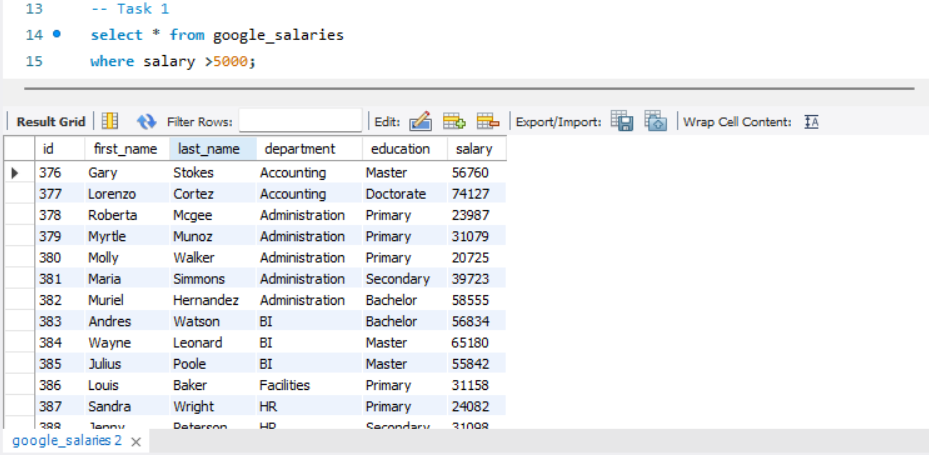 13 -- Task 1
14 select * from google_salaries
15 where salary >5000;
Result Grid Filter Rows: Edit: Export/Import: Wrap Cell Content: IA
id first_name last_name department education salary
376 Gary Stokes Accounting Master 56760
377 Lorenzo Cortez Accounting Doctorate 74127
378 Roberta Mcgee Administration Primary 23987
379 Myrtle Munoz Administration Primary 31079
380 Molly Walker Administration Primary 20725
381 Maria Simmons Administration Secondary 39723
382 Muriel Hernandez Administration Bachelor 58555
383 Andres Watson BI Bachelor 56834
384 Wayne Leonard BI Master 65180
385 Julius Poole BI Master 55842
386 Louis Baker Facilities Primary 31158
387 Sandra Wright HR Primary 24082
388 Jenny Peterson HR Secondary 31098
google_salaries 2